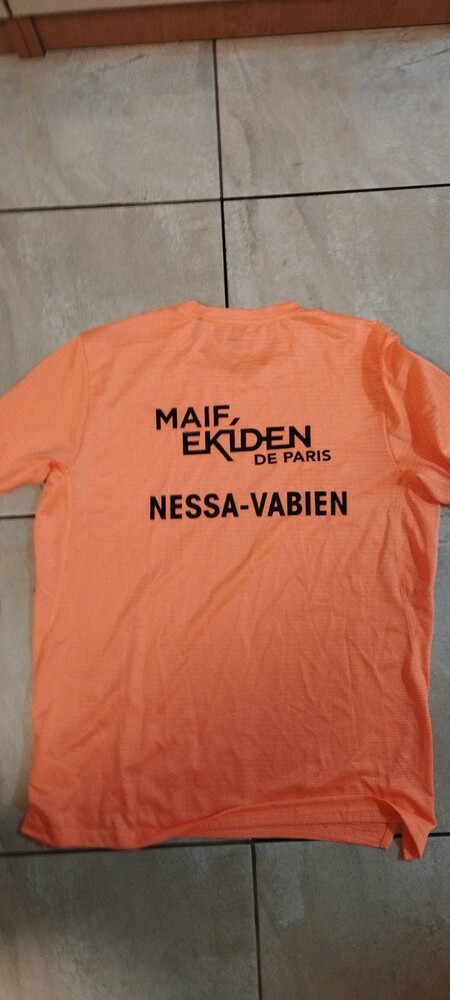 MAIF
EKIDEN
DE PARIS
NESSA-VABIEN